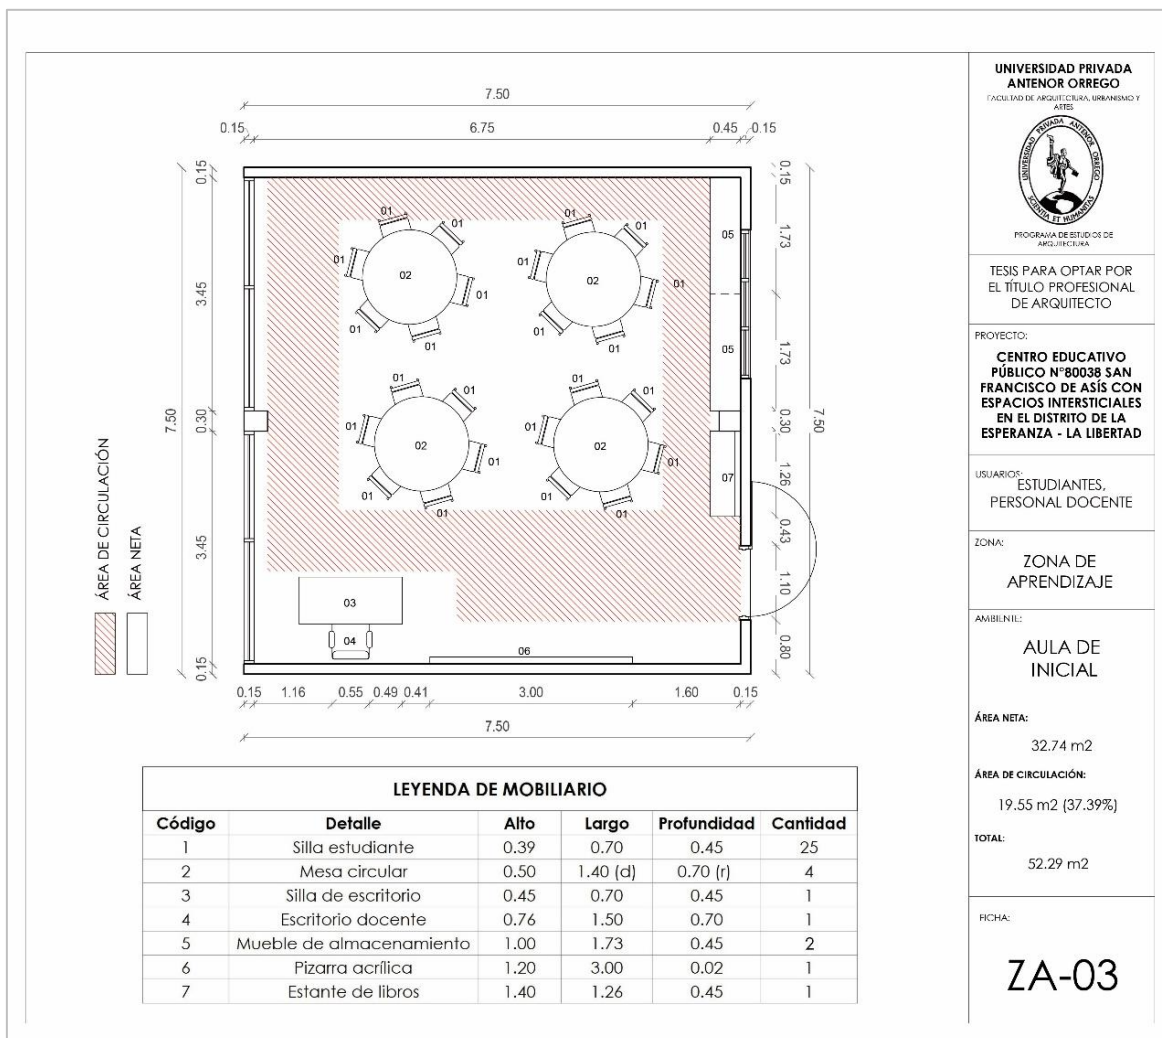 7.50
0.15 6.75 0.45 0.15
0.15 3.45 0.30 3.45 0.15
7.50
0.15 1.73 1.73 0.30 1.26 0.43 1.10 0.80
7.50
01 01 01 01 01 01
02
01 01 01 01 01 01
02
01 01 01 01 01 01
02
01 01 01 01 01 01
02
05
05
07
03
04
06
0.15 1.16 0.55 0.49 0.41 3.00 1.60 0.15
7.50
ÁREA DE CIRCULACIÓN
ÁREA NETA
LEYENDA DE MOBILIARIO
Código Detalle Alto Largo Profundidad Cantidad
1 Silla estudiante 0.39 0.70 0.45 25
2 Mesa circular 0.50 1.40 (d) 0.70 (r) 4
3 Silla de escritorio 0.45 0.70 0.45 1
4 Escritorio docente 0.76 1.50 0.70 1
5 Mueble de almacenamiento 1.00 1.73 0.45 2
6 Pizarra acrílica 1.20 3.00 0.02 1
7 Estante de libros 1.40 1.26 0.45 1
UNIVERSIDAD PRIVADA
ANTENOR ORREGO
FACULTAD DE ARQUITECTURA, URBANISMO Y
ARTES
UNIVERSIDAD PRIVADA ANTENOR ORREGO
SCIENTIA ET HUMANITAS
PROGRAMA DE ESTUDIOS DE
ARQUITECTURA
TESIS PARA OPTAR POR
EL TÍTULO PROFESIONAL
DE ARQUITECTO
PROYECTO:
CENTRO EDUCATIVO
PÚBLICO N°80038 SAN
FRANCISCO DE ASÍS CON
ESPACIOS INTERSTICIALES
EN EL DISTRITO DE LA
ESPERANZA - LA LIBERTAD
USUARIOS:
ESTUDIANTES,
PERSONAL DOCENTE
ZONA:
ZONA DE
APRENDIZAJE
AMBIENTE:
AULA DE
INICIAL
ÁREA NETA:
32.74 m2
ÁREA DE CIRCULACIÓN:
19.55 m2 (37.39%)
TOTAL:
52.29 m2
FICHA:
ZA-03